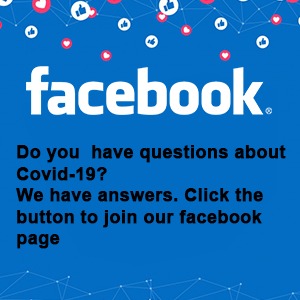 facebook®
Do you  have questions about
Covid-19?
We have answers. Click the
button to join our facebook
page